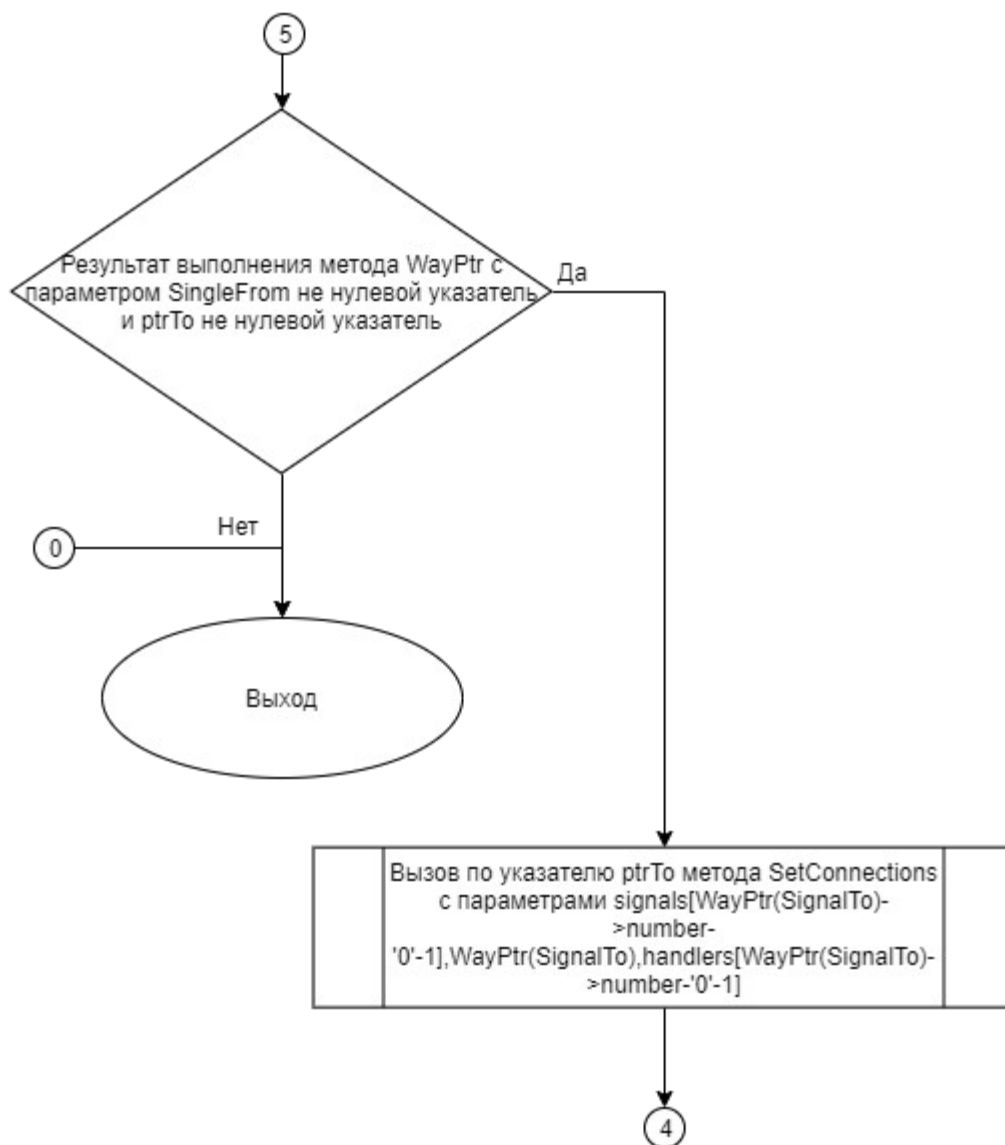 5
Результат выполнения метода WayPtr с
параметром SingleFrom не нулевой указатель
и ptrTo не нулевой указатель
Да
Нет
0
Выход
Вызов по указателю ptrTo метода SetConnections
с параметрами signals[WayPtr(SignalTo)-
>number-
'0'-1],WayPtr(SignalTo),handlers[WayPtr(SignalTo)-
>number-'0'-1]
4